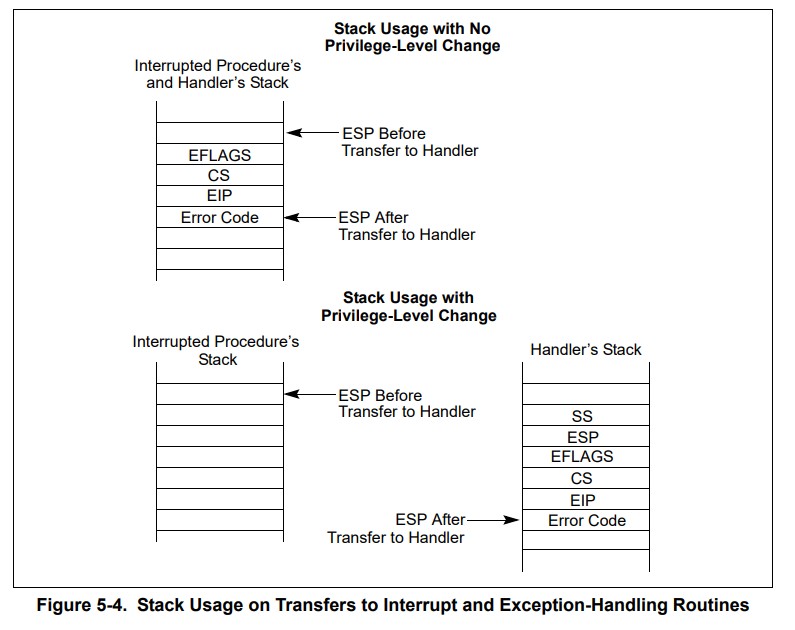 Stack Usage with No
Privilege-Level Change
Interrupted Procedure's
and Handler's Stack
ESP Before
Transfer to Handler
EFLAGS
CS
EIP
Error Code
ESP After
Transfer to Handler
Stack Usage with
Privilege-Level Change
Interrupted Procedure's
Stack
Handler's Stack
ESP Before
Transfer to Handler
SS
ESP
EFLAGS
CS
EIP
ESP After
Transfer to Handler
Error Code
Figure 5-4. Stack Usage on Transfers to Interrupt and Exception-Handling Routines